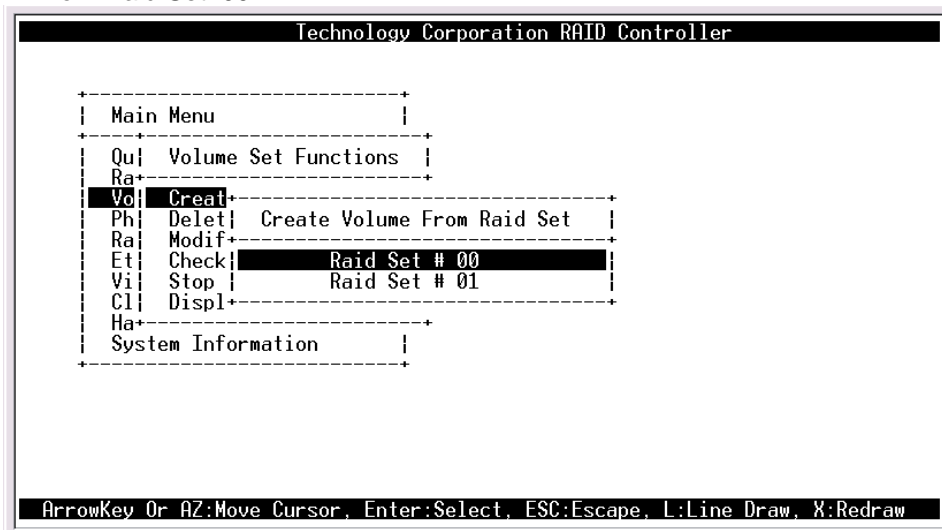 Technology Corporation RAID Controller
Main Menu
Qu
Volume Set Functions
Ra
Vo
Creat
Ph
Delet
Create Volume From Raid Set
Ra
Modif
Et
Check
Raid Set # 00
Vi
Stop
Raid Set # 01
Cl
Displ
Ha
System Information
ArrowKey Or AZ:Move Cursor, Enter:Select, ESC:Escape, L:Line Draw, X:Redraw